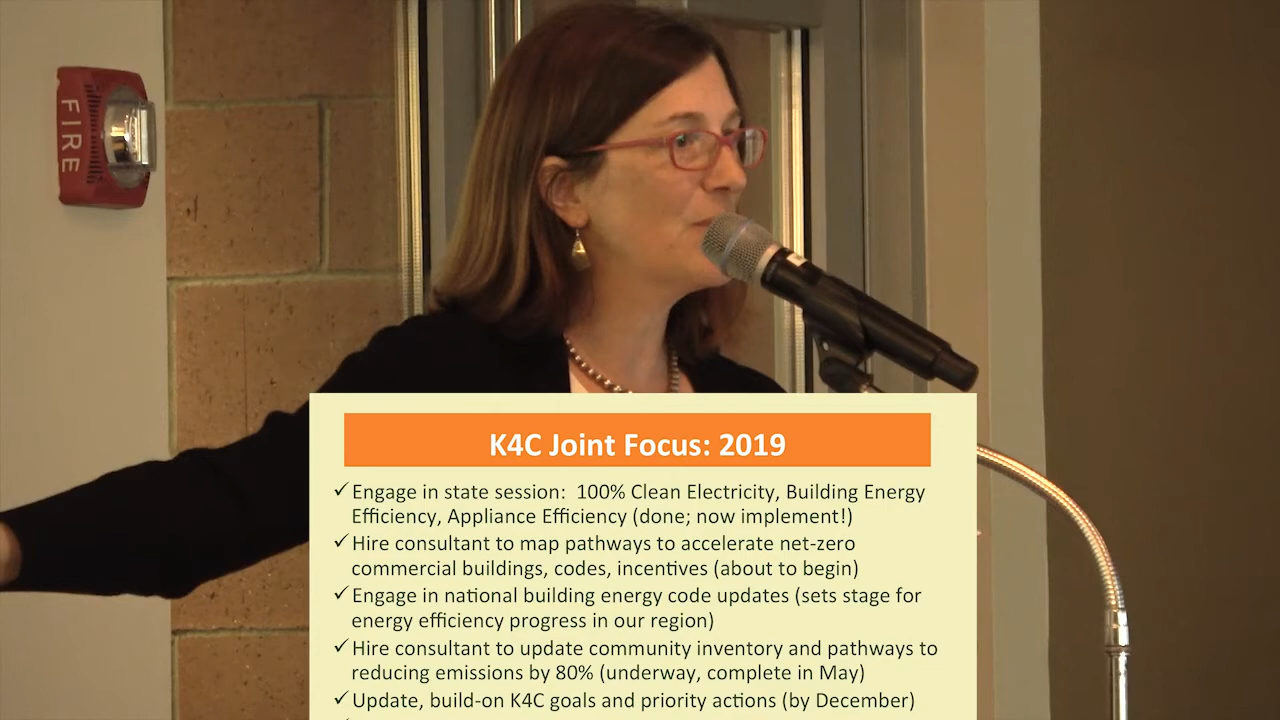 FIRE
K4C Joint Focus: 2019
✓Engage in state session: 100% Clean Electricity, Building Energy
Efficiency, Appliance Efficiency (done; now implement!)
✓Hire consultant to map pathways to accelerate net-zero
commercial buildings, codes, incentives (about to begin)
✓Engage in national building energy code updates (sets stage for
energy efficiency progress in our region)
✓Hire consultant to update community inventory and pathways to
reducing emissions by 80% (underway, complete in May)
✓Update, build-on K4C goals and priority actions (by December)